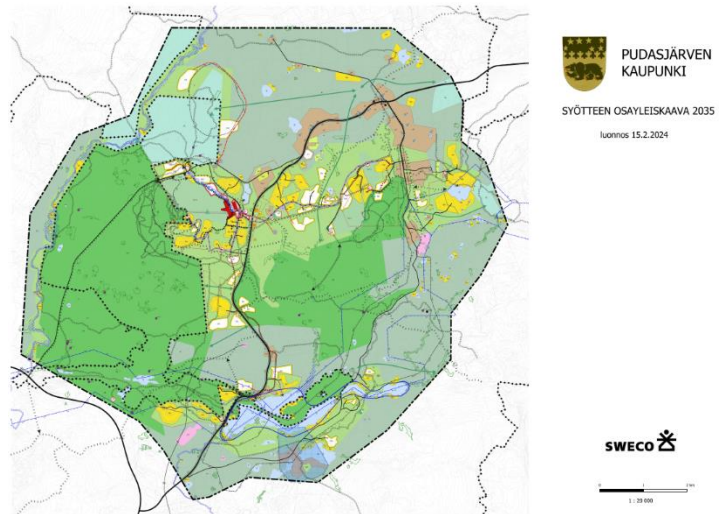 PUDASJÄRVEN
KAUPUNKI
SYÖTTEEN OSAYLEISKAAVA 2035
luonnos 15.2.2024
SWECO
1 : 20 000